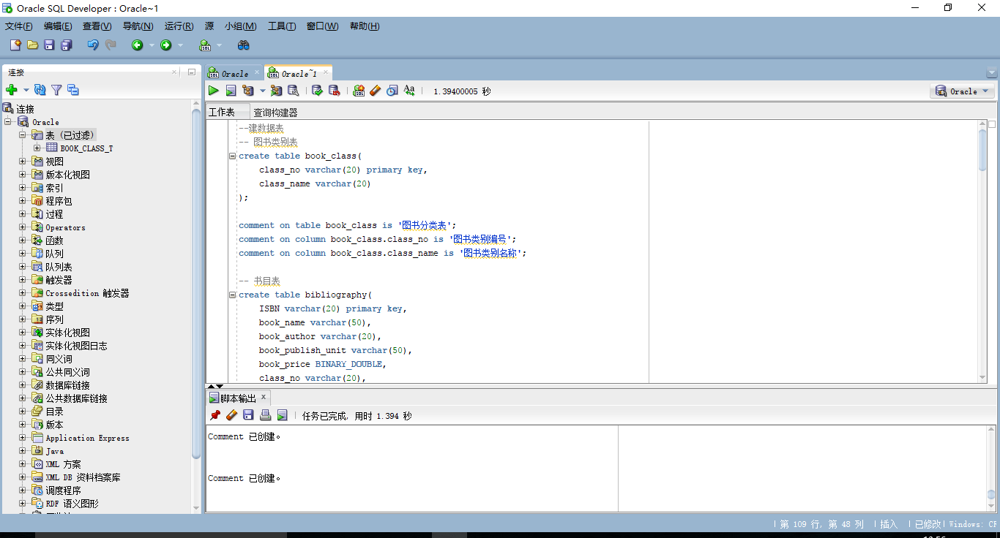 Oracle SQL Developer : Oracle~1
文件(F) 编辑(E) 查看(V) 导航(N) 运行(R) 源 小组(M) 工具(T) 窗口(W) 帮助(H)
连接
连接
Oracle
表 (已过滤)
BOOK_CLASS_T
视图
版本化视图
索引
程序包
过程
Operators
函数
队列
队列表
触发器
Crossedition 触发器
类型
序列
实体化视图
实体化视图日志
同义词
公共同义词
数据库链接
公共数据库链接
目录
版本
Application Express
Java
XML 方案
XML DB 资料档案库
调度程序
RDF 语义图形
Oracle Oracle~1
1.39400005 秒
Oracle
工作表 查询构建器
--建数据表
-- 图书类别表
create table book_class(
class_no varchar(20) primary key,
class_name varchar(20)
);
comment on table book_class is '图书分类表';
comment on column book_class.class_no is '图书类别编号';
comment on column book_class.class_name is '图书类别名称';
-- 书目表
create table bibliography(
ISBN varchar(20) primary key,
book_name varchar(50),
book_author varchar(20),
book_publish_unit varchar(50),
book_price BINARY_DOUBLE,
class_no varchar(20),
脚本输出
任务已完成, 用时 1.394 秒
Comment 已创建。
Comment 已创建。
第 109 行, 第 48 列 插入 已修改 Windows: CF